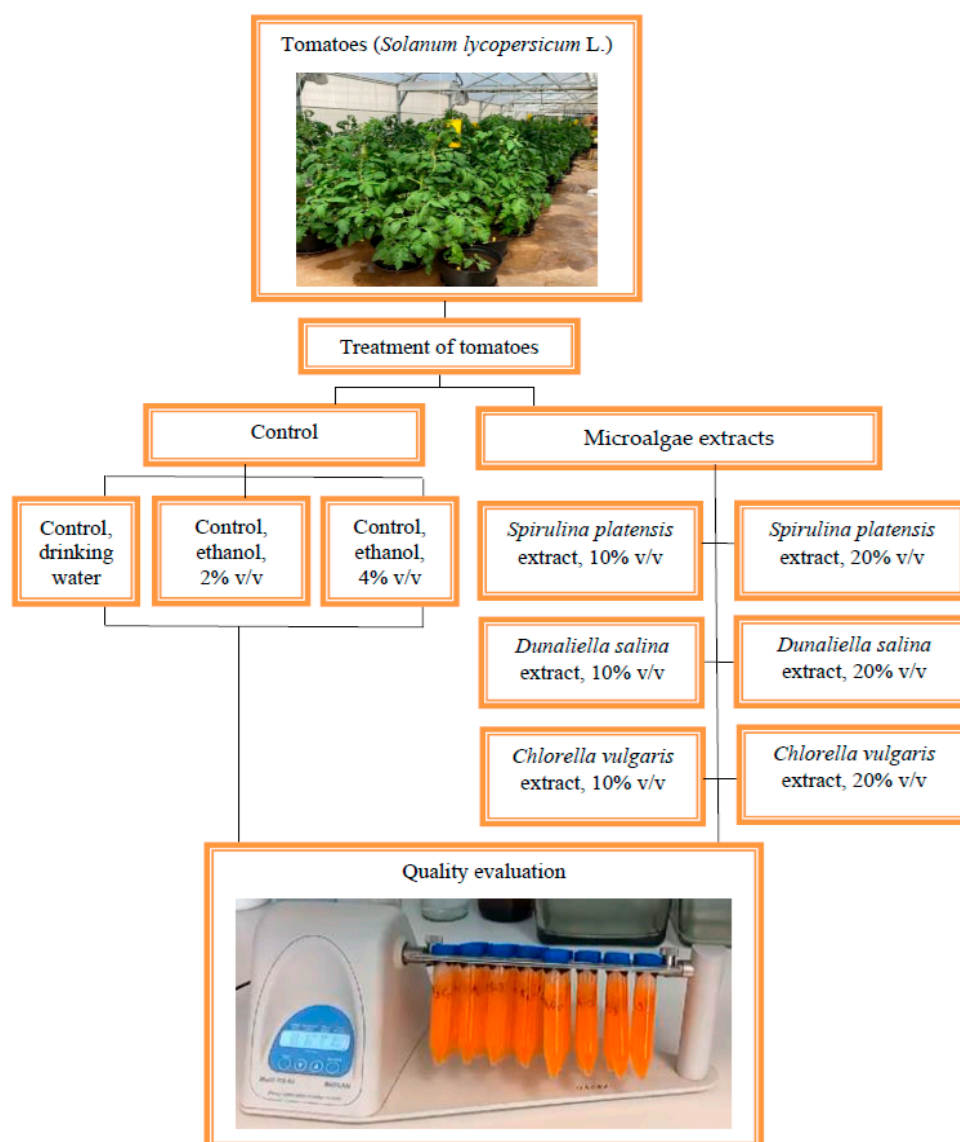 Tomatoes (Solanum lycopersicum L.)
Treatment of tomatoes
Control
Microalgae extracts
Control,
drinking
water
Control,
ethanol,
2% v/v
Control,
ethanol,
4% v/v
Spirulina platensis
extract, 10% v/v
Spirulina platensis
extract, 20% v/v
Dunaliella salina
extract, 10% v/v
Dunaliella salina
extract, 20% v/v
Chlorella vulgaris
extract, 10% v/v
Chlorella vulgaris
extract, 20% v/v
Quality evaluation